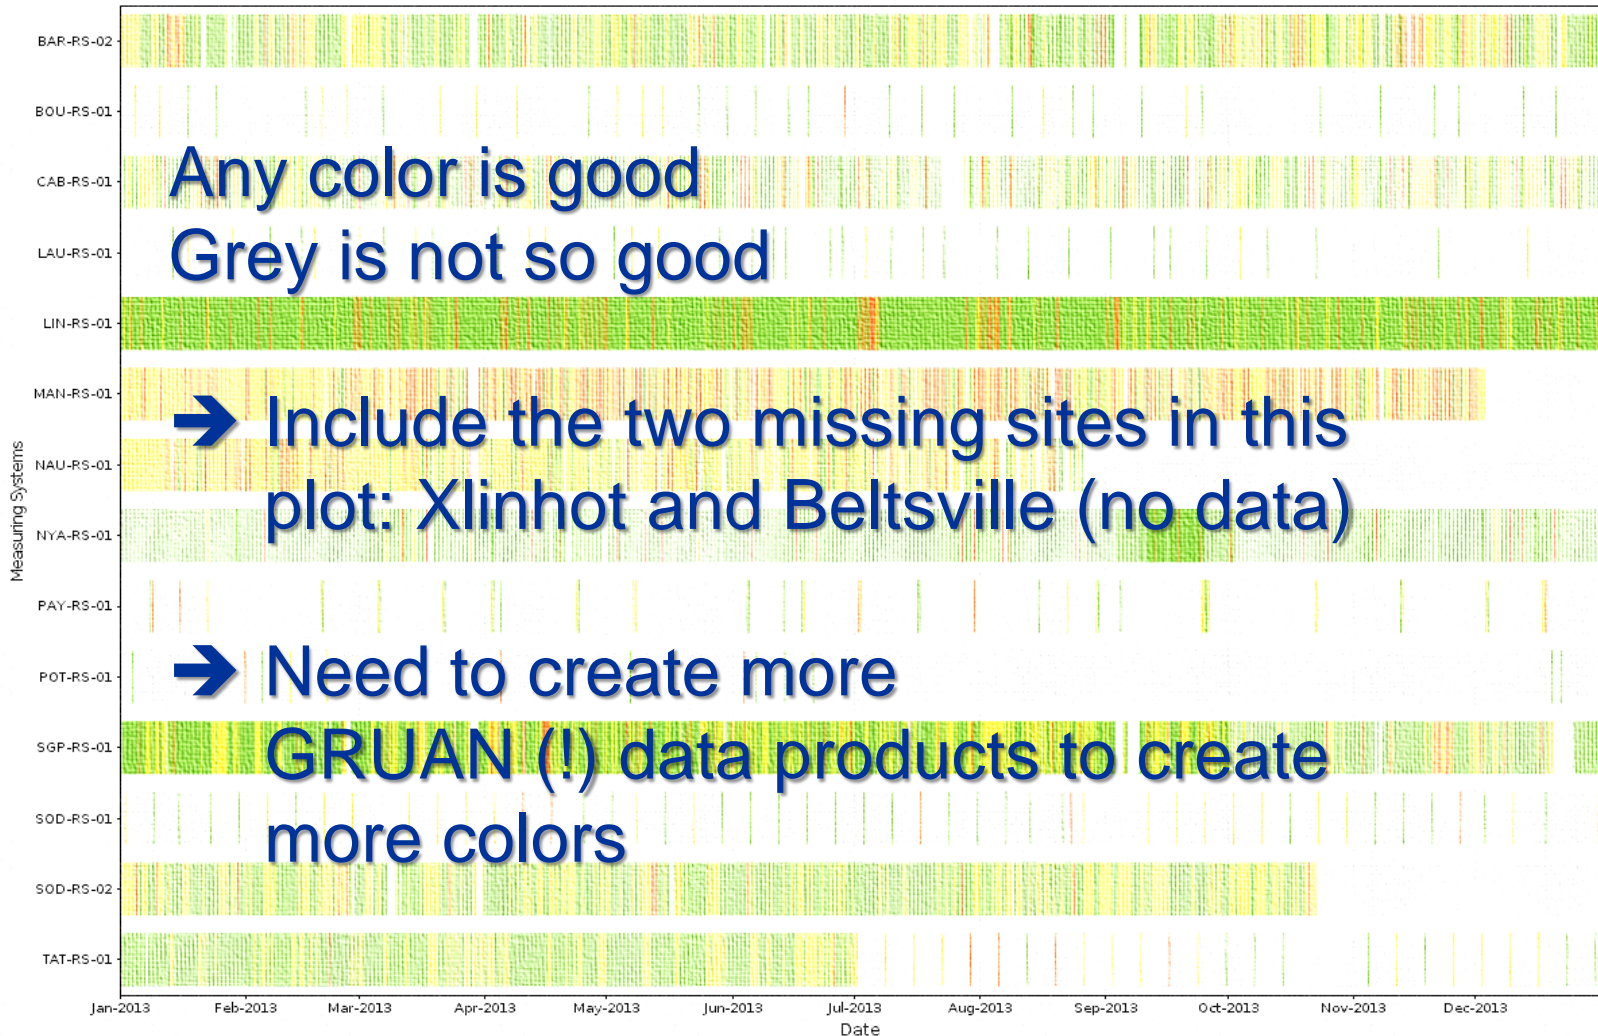 BAR-RS-02
BOU-RS-01
Any color is good
CAB-RS-01
Grey is not so good
LAU-RS-01
LIN-RS-01
MAN-RS-01
➔ Include the two missing sites in this
NAU-RS-01
plot: Xlinhot and Beltsville (no data)
NYA-RS-01
Measuring Systems
PAY-RS-01
➔ Need to create more
POT-RS-01
GRUAN (!) data products to create
SGP-RS-01
SOD-RS-01
more colors
SOD-RS-02
TAT-RS-01
Jan-2013 Feb-2013 Mar-2013 Apr-2013 May-2013 Jun-2013 Jul-2013 Aug-2013 Sep-2013 Oct-2013 Nov-2013 Dec-2013
Date